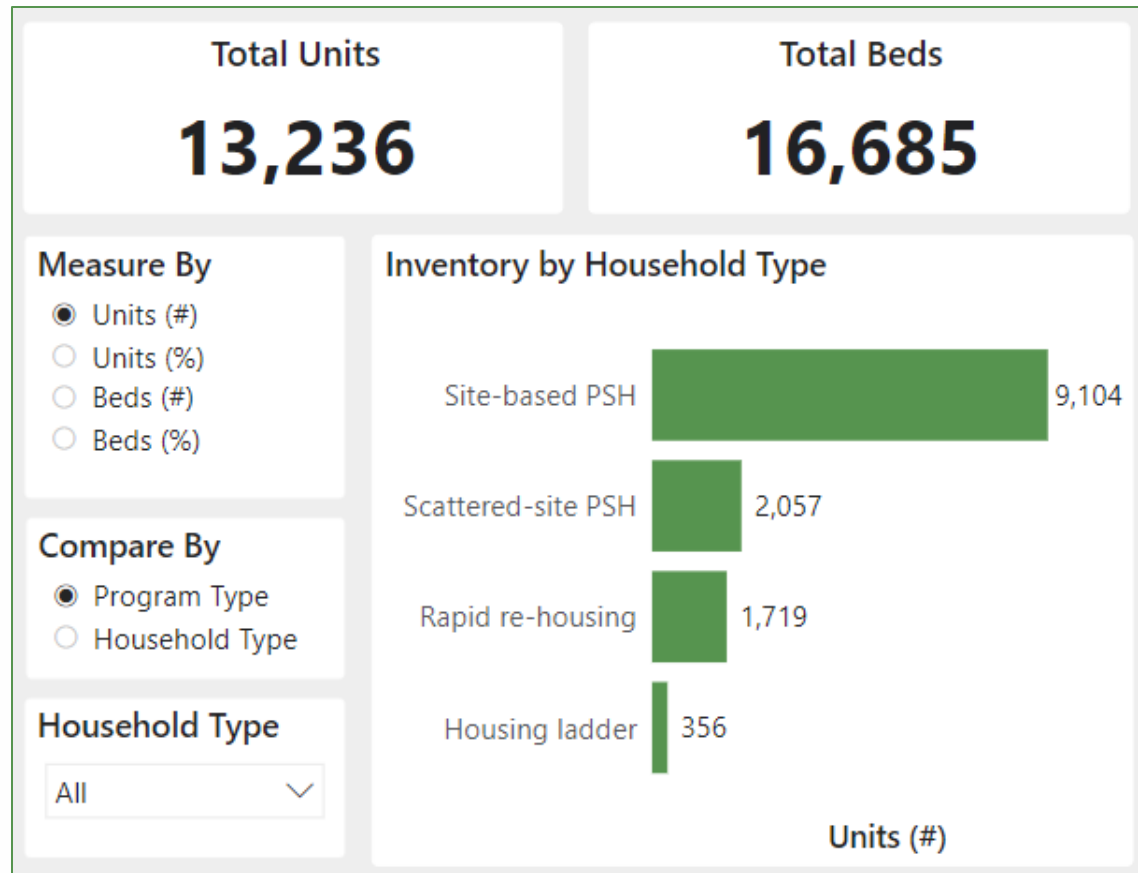 Total Units
13,236
Total Beds
16,685
Measure By
Units (#)
Units (%)
Beds (#)
Beds (%)
Compare By
Program Type
Household Type
Household Type
All
Inventory by Household Type
Site-based PSH 9,104
Scattered-site PSH 2,057
Rapid re-housing 1,719
Housing ladder 356
Units (#)